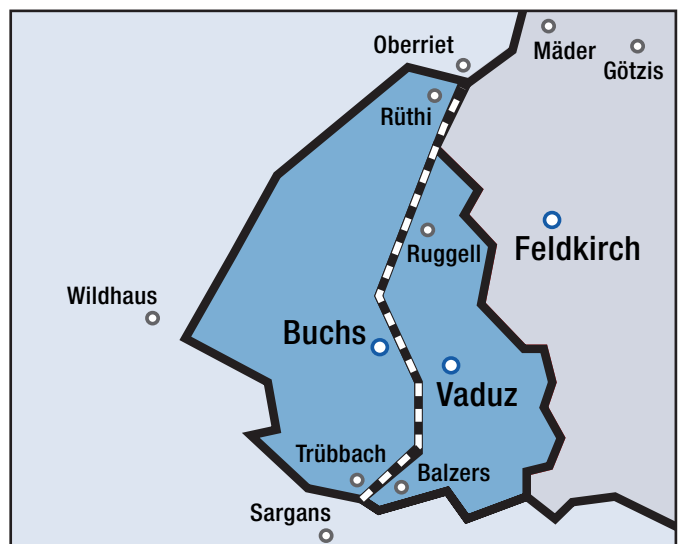 Oberriet
Mäder
Götzis
Rüthi
Feldkirch
Ruggell
Wildhaus
Buchs
Vaduz
Trübbach
Balzers
Sargans